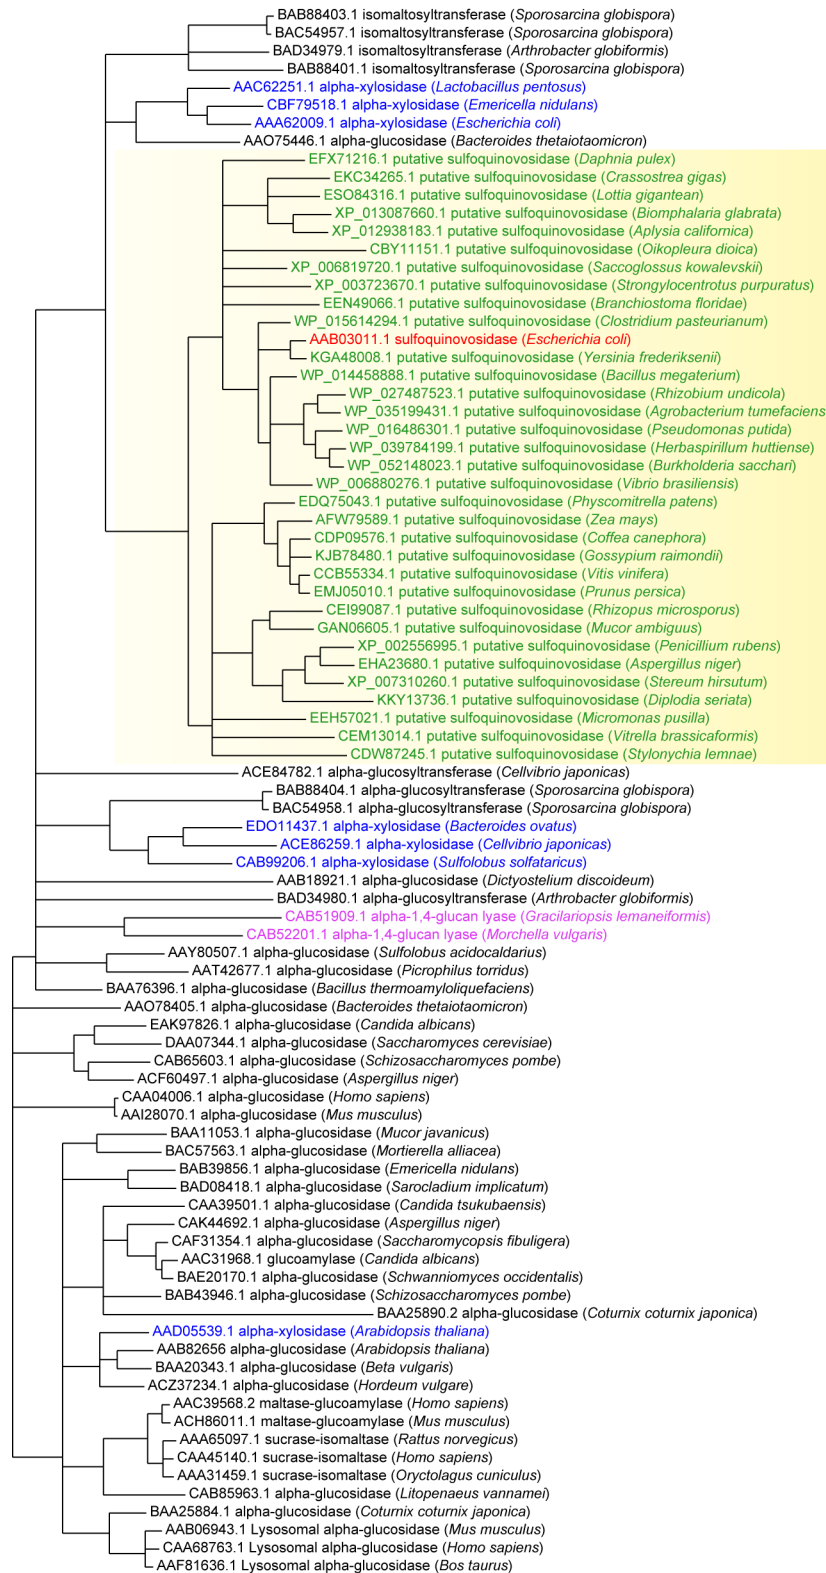 BAB88403.1 isomaltosyltransferase (Sporosarcina globispora)
BAC54957.1 isomaltosyltransferase (Sporosarcina globispora)
BAD34979.1 isomaltosyltransferase (Arthrobacter globiformis)
BAB88401.1 isomaltosyltransferase (Sporosarcina globispora)
AAC62251.1 alpha-xylosidase (Lactobacillus pentosus)
CBF79518.1 alpha-xylosidase (Emericella nidulans)
AAA62009.1 alpha-xylosidase (Escherichia coli)
AAO75446.1 alpha-glucosidase (Bacteroides thetaiotaomicron)
EFX71216.1 putative sulfoquinovosidase (Daphnia pulex)
EKC34265.1 putative sulfoquinovosidase (Crassostrea gigas)
ESO84316.1 putative sulfoquinovosidase (Lottia gigantean)
XP_013087660.1 putative sulfoquinovosidase (Biomphalaria glabrata)
XP_012938183.1 putative sulfoquinovosidase (Aplysia californica)
CBY11151.1 putative sulfoquinovosidase (Oikopleura dioica)
XP_006819720.1 putative sulfoquinovosidase (Saccoglossus kowalevskii)
XP_003723670.1 putative sulfoquinovosidase (Strongylocentrotus purpuratus)
EEN49066.1 putative sulfoquinovosidase (Branchiostoma floridae)
WP_015614294.1 putative sulfoquinovosidase (Clostridium pasteurianum)
AAB03011.1 sulfoquinovosidase (Escherichia coli)
KGA48008.1 putative sulfoquinovosidase (Yersinia frederiksenii)
WP_014458888.1 putative sulfoquinovosidase (Bacillus megaterium)
WP_027487523.1 putative sulfoquinovosidase (Rhizobium undicola)
WP_035199431.1 putative sulfoquinovosidase (Agrobacterium tumefaciens
WP_016486301.1 putative sulfoquinovosidase (Pseudomonas putida)
WP_039784199.1 putative sulfoquinovosidase (Herbaspirillum huttiense)
WP_052148023.1 putative sulfoquinovosidase (Burkholderia sacchari)
WP_006880276.1 putative sulfoquinovosidase (Vibrio brasiliensis)
EDQ75043.1 putative sulfoquinovosidase (Physcomitrella patens)
AFW79589.1 putative sulfoquinovosidase (Zea mays)
CDP09576.1 putative sulfoquinovosidase (Coffea canephora)
KJB78480.1 putative sulfoquinovosidase (Gossypium raimondii)
CCB55334.1 putative sulfoquinovosidase (Vitis vinifera)
EMJ05010.1 putative sulfoquinovosidase (Prunus persica)
CEI99087.1 putative sulfoquinovosidase (Rhizopus microsporus)
GAN06605.1 putative sulfoquinovosidase (Mucor ambiguus)
XP_002556995.1 putative sulfoquinovosidase (Penicillium rubens)
EHA23680.1 putative sulfoquinovosidase (Aspergillus niger)
XP_007310260.1 putative sulfoquinovosidase (Stereum hirsutum)
KKY13736.1 putative sulfoquinovosidase (Diplodia seriata)
EEH57021.1 putative sulfoquinovosidase (Micromonas pusilla)
CEM13014.1 putative sulfoquinovosidase (Vitrella brassicaformis)
CDW87245.1 putative sulfoquinovosidase (Stylonychia lemnae)
ACE84782.1 alpha-glucosyltransferase (Cellvibrio japonicas)
BAB88404.1 alpha-glucosyltransferase (Sporosarcina globispora)
BAC54958.1 alpha-glucosyltransferase (Sporosarcina globispora)
EDO11437.1 alpha-xylosidase (Bacteroides ovatus)
ACE86259.1 alpha-xylosidase (Cellvibrio japonicas)
CAB99206.1 alpha-xylosidase (Sulfolobus solfataricus)
AAB18921.1 alpha-glucosidase (Dictyostelium discoideum)
BAD34980.1 alpha-glucosyltransferase (Arthrobacter globiformis)
CAB51909.1 alpha-1,4-glucan lyase (Gracilariopsis lemaneiformis)
CAB52201.1 alpha-1,4-glucan lyase (Morchella vulgaris)
AAY80507.1 alpha-glucosidase (Sulfolobus acidocaldarius)
AAT42677.1 alpha-glucosidase (Picrophilus torridus)
BAA76396.1 alpha-glucosidase (Bacillus thermoamyloliquefaciens)
AAO78405.1 alpha-glucosidase (Bacteroides thetaiotaomicron)
EAK97826.1 alpha-glucosidase (Candida albicans)
DAA07344.1 alpha-glucosidase (Saccharomyces cerevisiae)
CAB65603.1 alpha-glucosidase (Schizosaccharomyces pombe)
ACF60497.1 alpha-glucosidase (Aspergillus niger)
CAA04006.1 alpha-glucosidase (Homo sapiens)
AAI28070.1 alpha-glucosidase (Mus musculus)
BAA11053.1 alpha-glucosidase (Mucor javanicus)
BAC57563.1 alpha-glucosidase (Mortierella alliacea)
BAB39856.1 alpha-glucosidase (Emericella nidulans)
BAD08418.1 alpha-glucosidase (Sarocladium implicatum)
CAA39501.1 alpha-glucosidase (Candida tsukubaensis)
CAK44692.1 alpha-glucosidase (Aspergillus niger)
CAF31354.1 alpha-glucosidase (Saccharomycopsis fibuligera)
AAC31968.1 glucoamylase (Candida albicans)
BAE20170.1 alpha-glucosidase (Schwanniomyces occidentalis)
BAB43946.1 alpha-glucosidase (Schizosaccharomyces pombe)
BAA25890.2 alpha-glucosidase (Coturnix coturnix japonica)
AAD05539.1 alpha-xylosidase (Arabidopsis thaliana)
AAB82656 alpha-glucosidase (Arabidopsis thaliana)
BAA20343.1 alpha-glucosidase (Beta vulgaris)
ACZ37234.1 alpha-glucosidase (Hordeum vulgare)
AAC39568.2 maltase-glucoamylase (Homo sapiens)
ACH86011.1 maltase-glucoamylase (Mus musculus)
AAA65097.1 sucrase-isomaltase (Rattus norvegicus)
CAA45140.1 sucrase-isomaltase (Homo sapiens)
AAA31459.1 sucrase-isomaltase (Oryctolagus cuniculus)
CAB85963.1 alpha-glucosidase (Litopenaeus vannamei)
BAA25884.1 alpha-glucosidase (Coturnix coturnix japonica)
AAB06943.1 Lysosomal alpha-glucosidase (Mus musculus)
CAA68763.1 Lysosomal alpha-glucosidase (Homo sapiens)
AAF81636.1 Lysosomal alpha-glucosidase (Bos taurus)